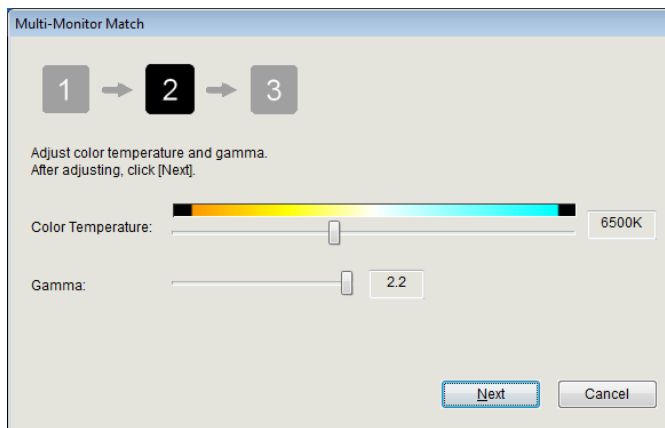 Multi-Monitor Match
1 2 3
Adjust color temperature and gamma.
After adjusting, click [Next].
Color Temperature: 6500K
Gamma: 2.2
Next Cancel